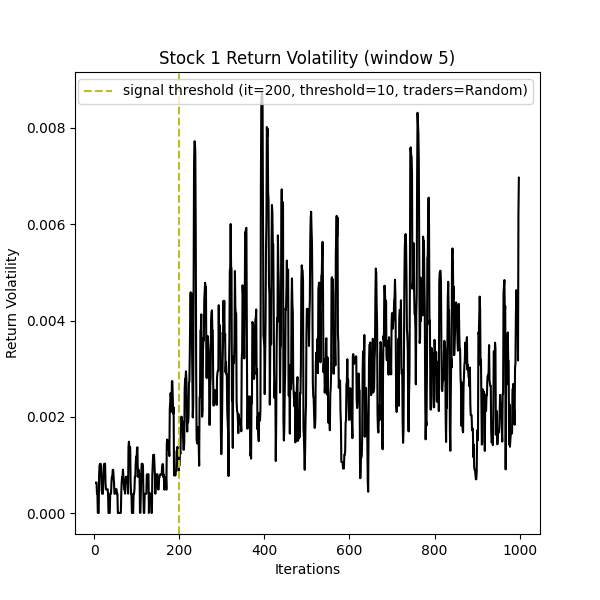 Stock 1 Return Volatility (window 5)
signal threshold (it=200, threshold=10, traders=Random)
0.008
0.006
0.004
0.002
0.000
Return Volatility
0 200 400 600 800 1000
Iterations